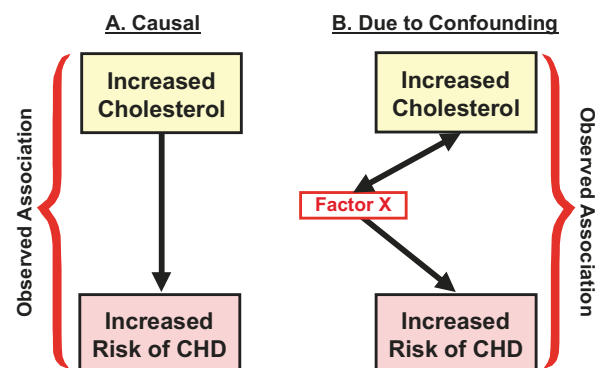 A. Causal
B. Due to Confounding
Observed Association
Increased
Cholesterol
Increased
Risk of CHD
Increased
Cholesterol
Factor X
Increased
Risk of CHD
Observed Association